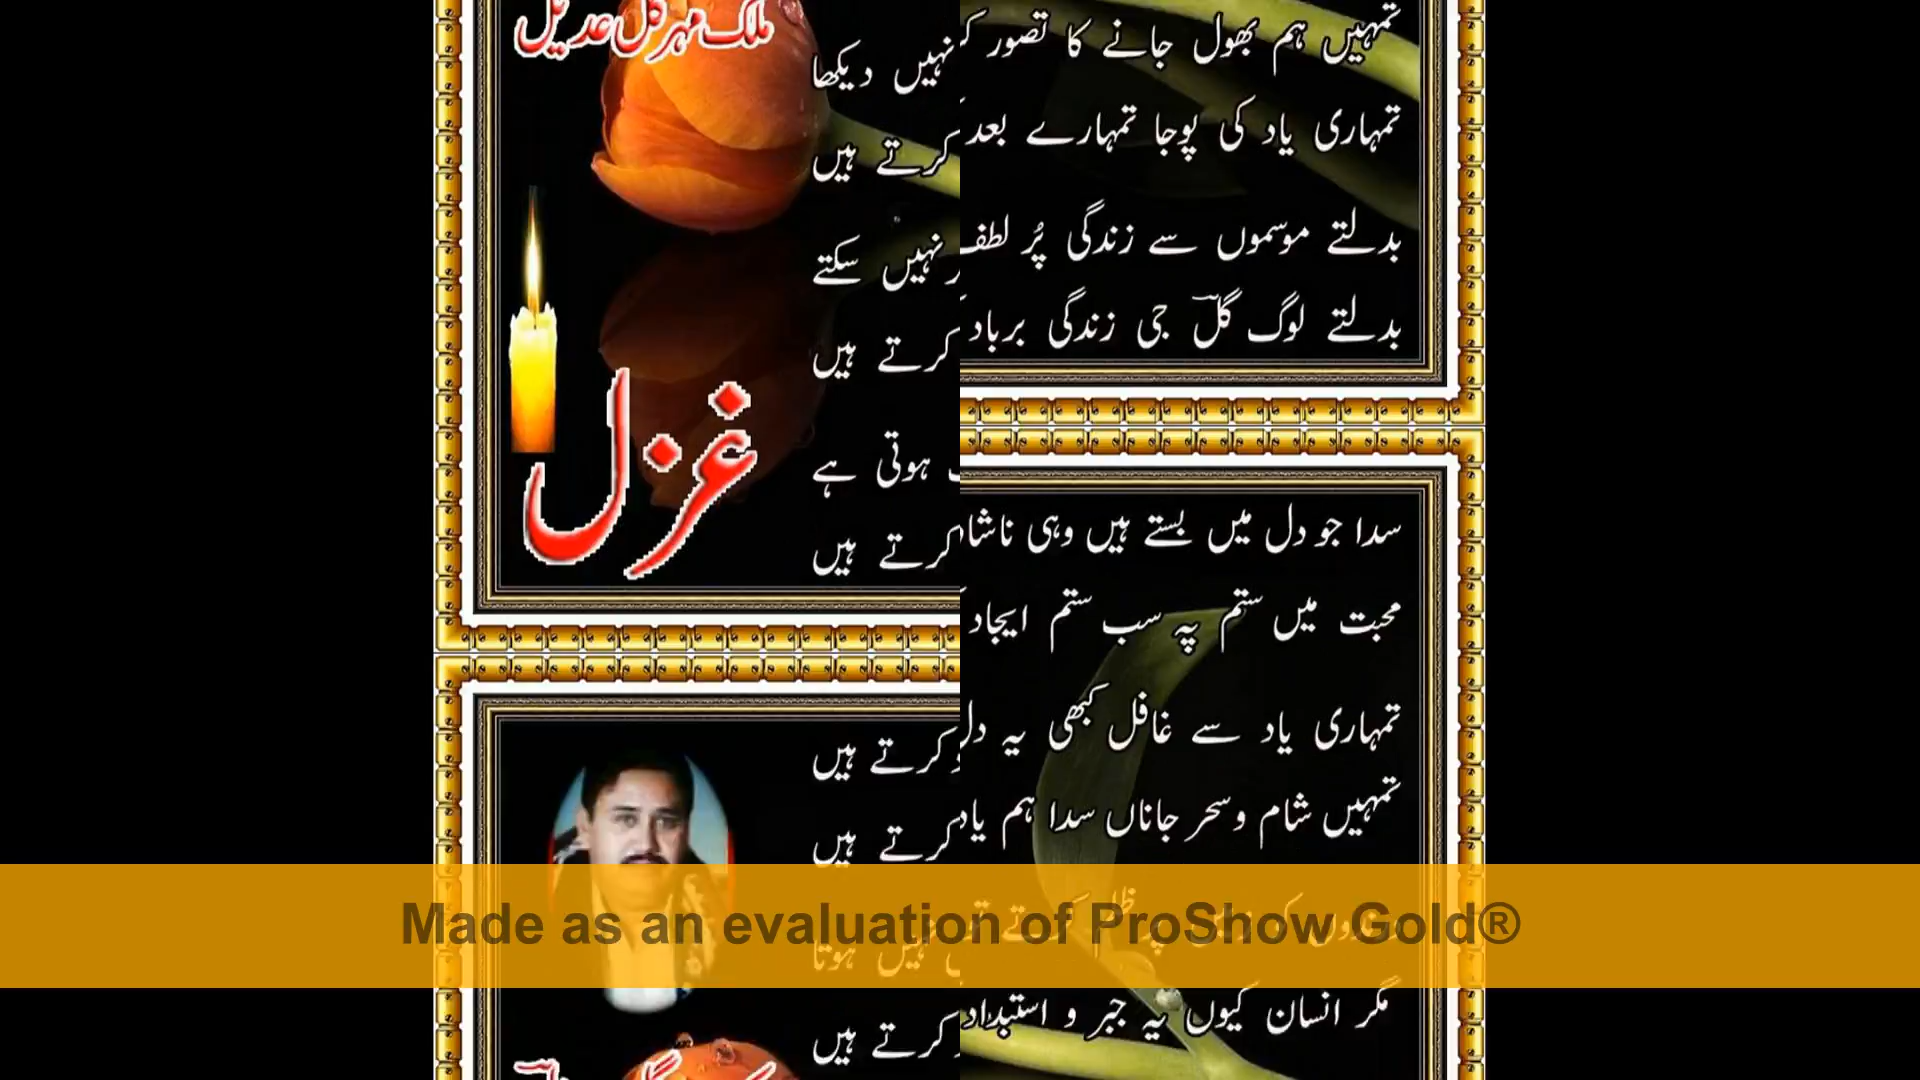 ملک مہر گل عدیل
تمہیں ہم بھول جانے کا تصور
نہیں دیکھا
تمہاری یاد کی پوجا تمہارے بعد
کرتے ہیں
بدلتے موسموں سے زندگی پُر لطف
نہیں سکتے
بدلتے لوگ گلؔ جی زندگی برباد
کرتے ہیں
غزل
ہوتی ہے
کرتے ہیں
سدا جو دل میں بستے ہیں وہی ناشا
محبت میں ستم پہ سب ستم ایجاد
تمہاری یاد سے غافل کبھی یہ دل
کرتے ہیں
تمہیں شام و سحر جاناں سدا ہم یاد
کرتے ہیں
Made as an evaluation of ProShow Gold®
نہیں ہوتا
مگر انسان کیوں یہ جبر و استبداد
کرتے ہیں